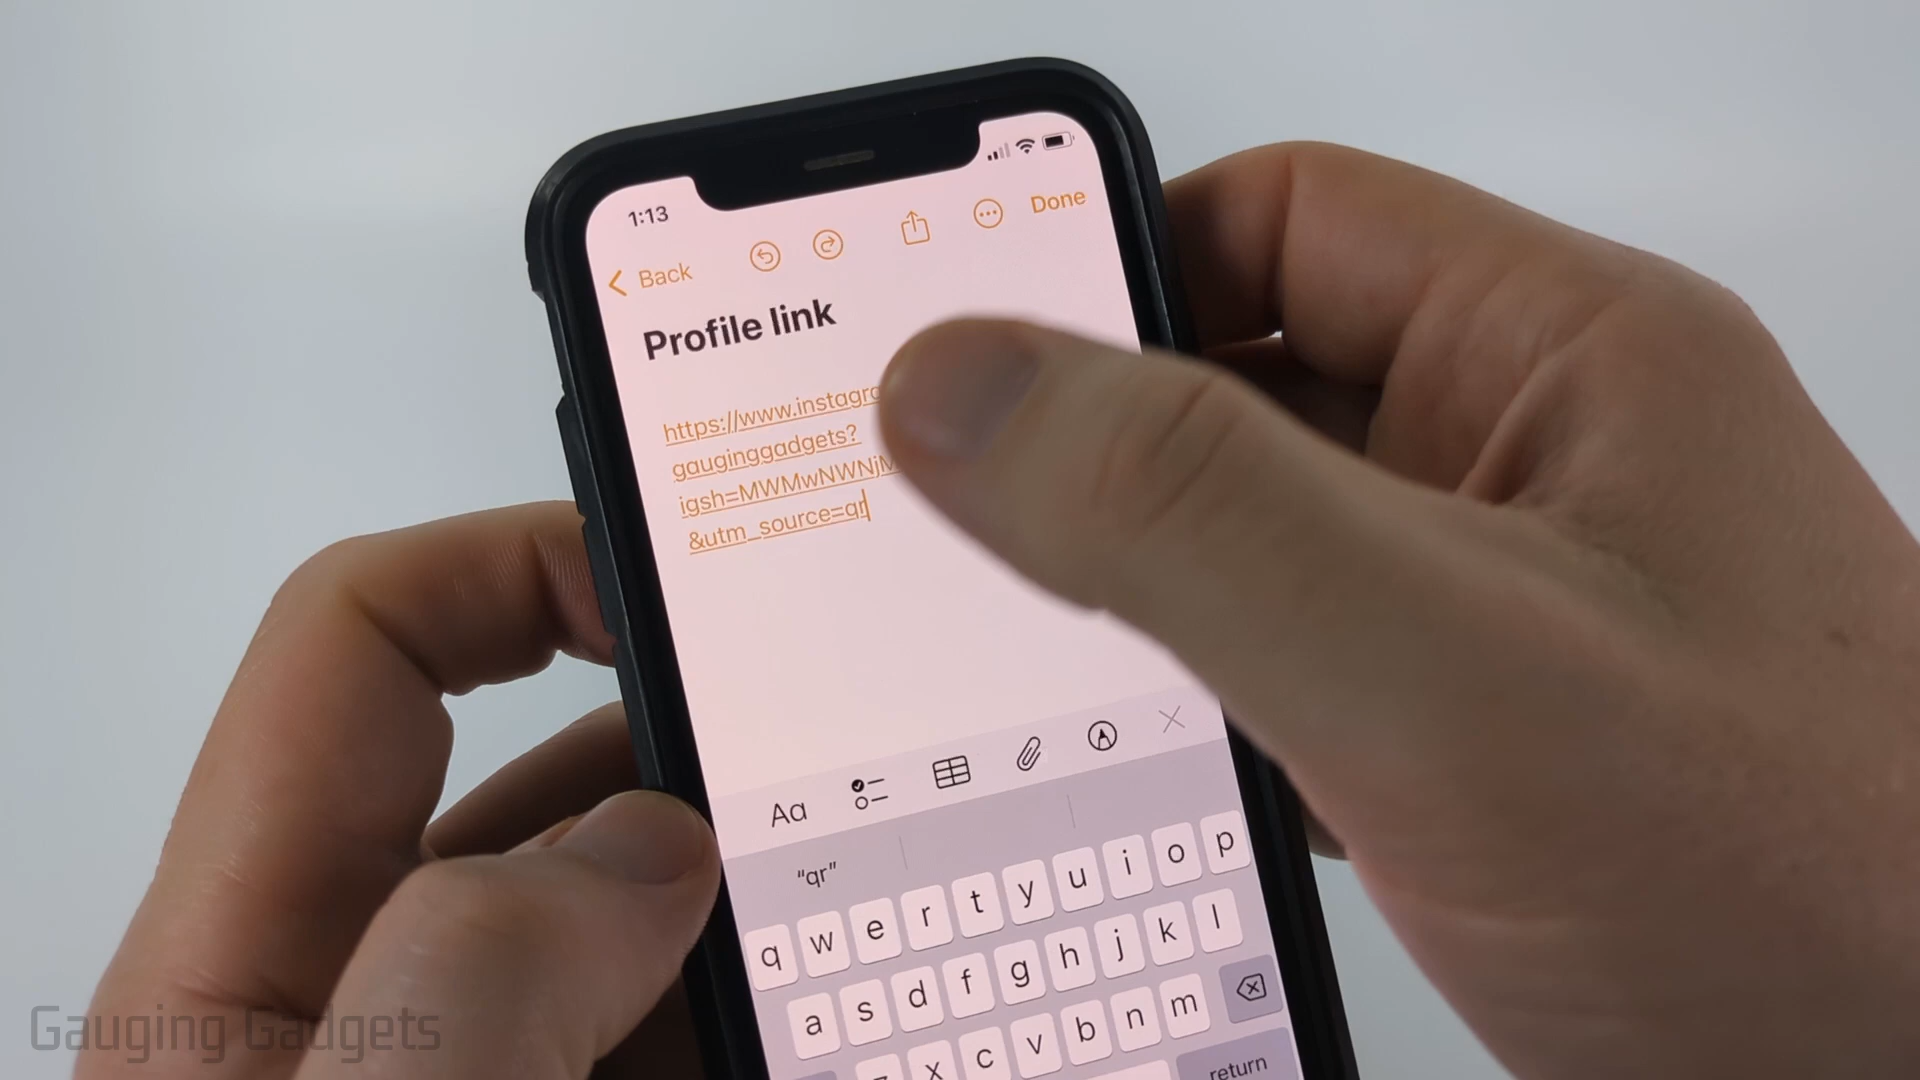 1:13
Back
Done
Profile link
https://www.instagra
gauginggadgets?
igsh=MWMwNWNjM
&utm_source=qr
Aa
“qr”
q w e r t y u i o p
a s d f g h j k l
x c v b n m
return
Gauging Gadgets